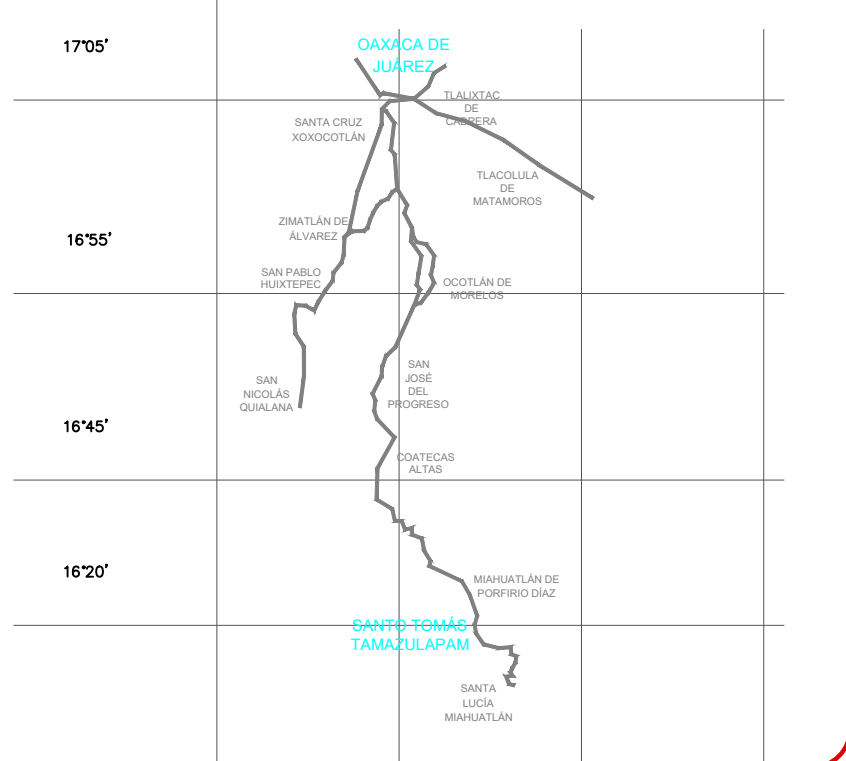 17°05'
OAXACA DE
JUÁREZ
TLALIXTAC
DE
CABRERA
SANTA CRUZ
XOXOCOTLÁN
TLACOLULA
DE
MATAMOROS
ZIMATLÁN DE
ÁLVAREZ
16°55'
SAN PABLO
HUIXTEPEC
OCOTLÁN DE
MORELOS
SAN
JOSÉ
DEL
PROGRESO
SAN
NICOLÁS
QUIALANA
16°45'
COATECAS
ALTAS
16°20'
MIAHUATLÁN DE
PORFIRIO DÍAZ
SANTO TOMÁS
TAMAZULAPAM
SANTA
LUCÍA
MIAHUATLÁN